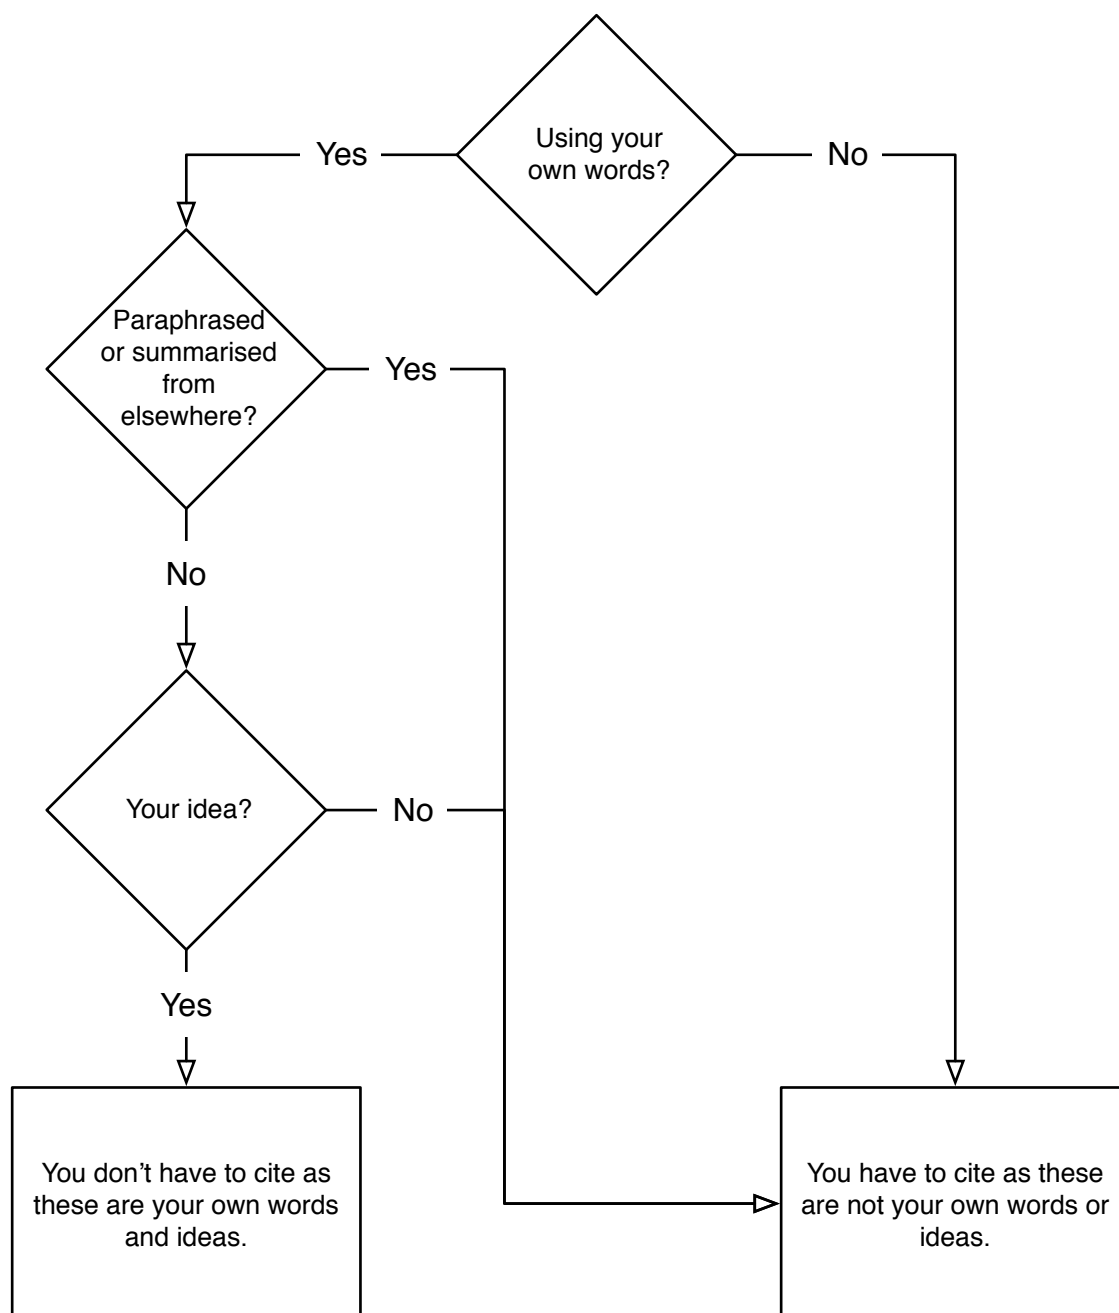 Using your
own words?
Yes
No
Paraphrased
or summarised
from
elsewhere?
Yes
No
Your idea?
No
Yes
You don't have to cite as
these are your own words
and ideas.
You have to cite as these
are not your own words or
ideas.